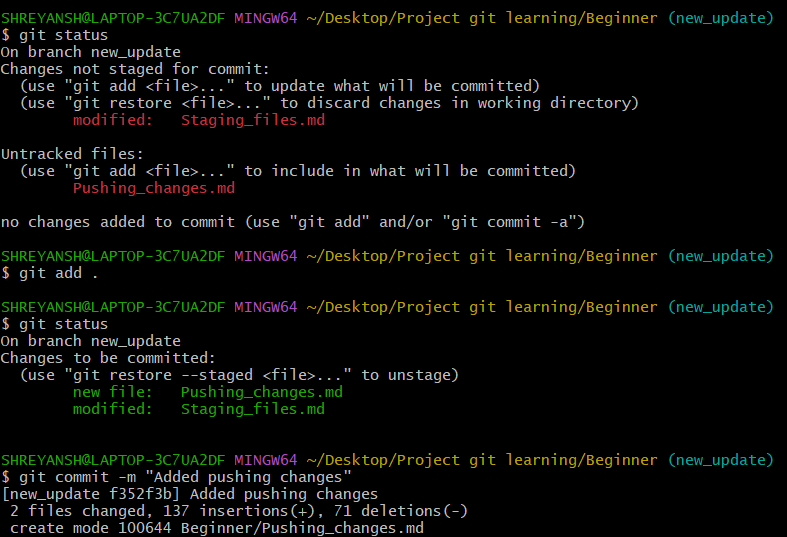 SHREYANSH@LAPTOP-3C7UA2DF MINGW64 ~/Desktop/Project git learning/Beginner (new_update)
$ git status
On branch new_update
Changes not staged for commit:
  (use "git add <file>..." to update what will be committed)
  (use "git restore <file>..." to discard changes in working directory)
        modified:   Staging_files.md

Untracked files:
  (use "git add <file>..." to include in what will be committed)
        Pushing_changes.md

no changes added to commit (use "git add" and/or "git commit -a")

SHREYANSH@LAPTOP-3C7UA2DF MINGW64 ~/Desktop/Project git learning/Beginner (new_update)
$ git add .

SHREYANSH@LAPTOP-3C7UA2DF MINGW64 ~/Desktop/Project git learning/Beginner (new_update)
$ git status
On branch new_update
Changes to be committed:
  (use "git restore --staged <file>..." to unstage)
        new file:   Pushing_changes.md
        modified:   Staging_files.md


SHREYANSH@LAPTOP-3C7UA2DF MINGW64 ~/Desktop/Project git learning/Beginner (new_update)
$ git commit -m "Added pushing changes"
[new_update f352f3b] Added pushing changes
 2 files changed, 137 insertions(+), 71 deletions(-)
 create mode 100644 Beginner/Pushing_changes.md